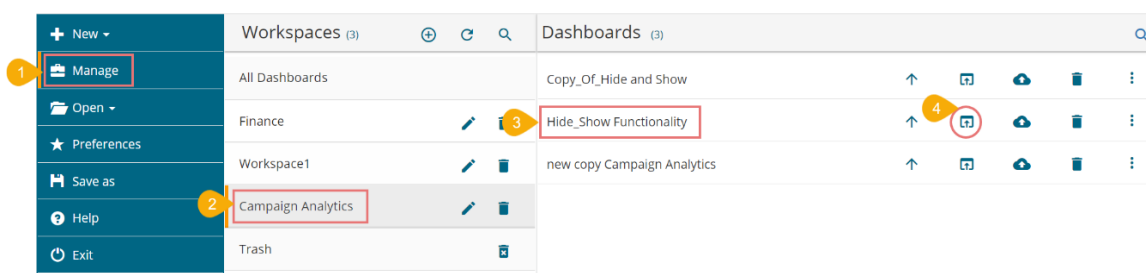 New
Manage
Open
Preferences
Save as
Help
Exit
Workspaces (3)
All Dashboards
Finance
Workspace1
Campaign Analytics
Trash
Dashboards (3)
Copy_Of_Hide and Show
Hide_Show Functionality
new copy Campaign Analytics
1
2
3
4